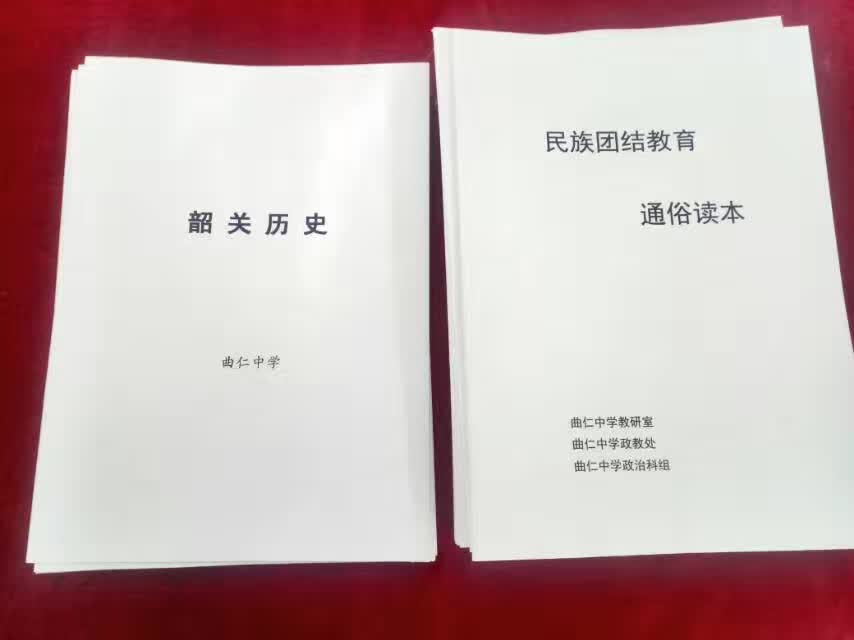 韶关历史
曲仁中学
民族团结教育
通俗读本
曲仁中学教研室
曲仁中学政教处
曲仁中学政治科组